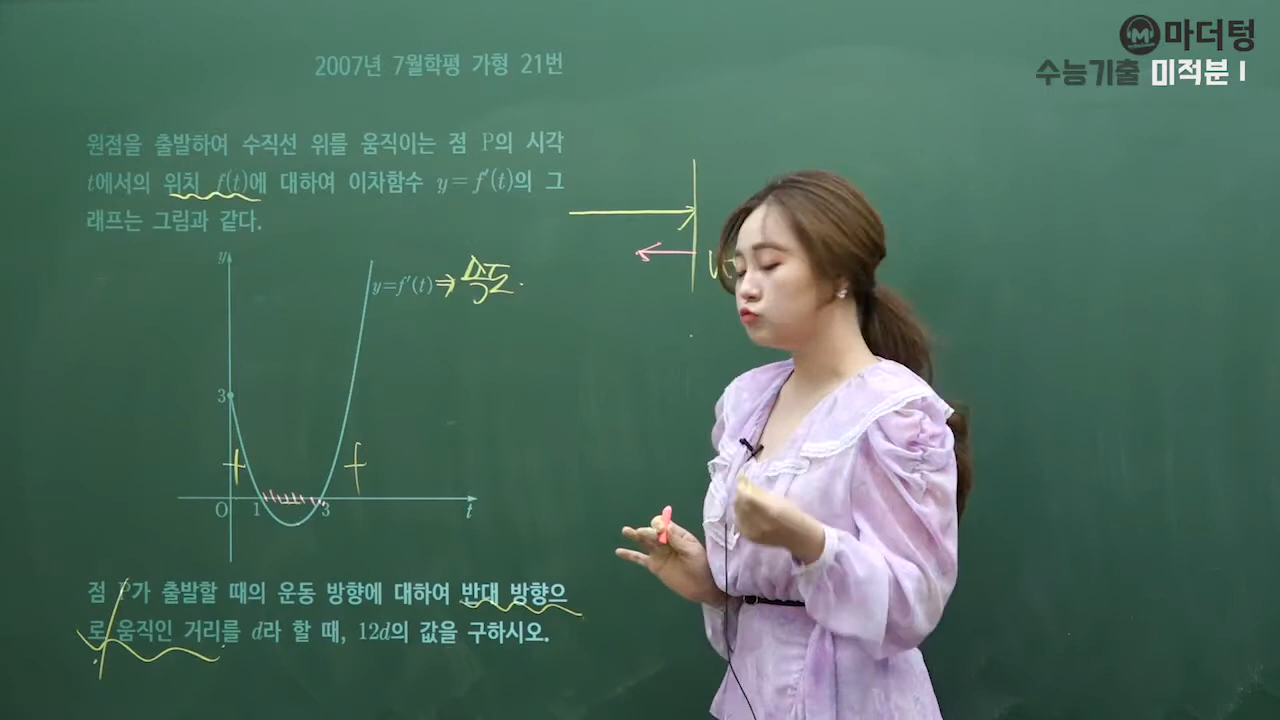 마더텅
수능기출 미적분 I
2007년 7월학평 가형 21번
원점을 출발하여 수직선 위를 움직이는 점 P의 시각
t에서의 위치 f(t)에 대하여 이차함수 y=f'(t)의 그
래프는 그림과 같다.
y
y=f'(t) ⇒ 속도.
3
+ +
O 1 3 t
점 P가 출발할 때의 운동 방향에 대하여 반대 방향으
로 움직인 거리를 d라 할 때, 12d의 값을 구하시오.